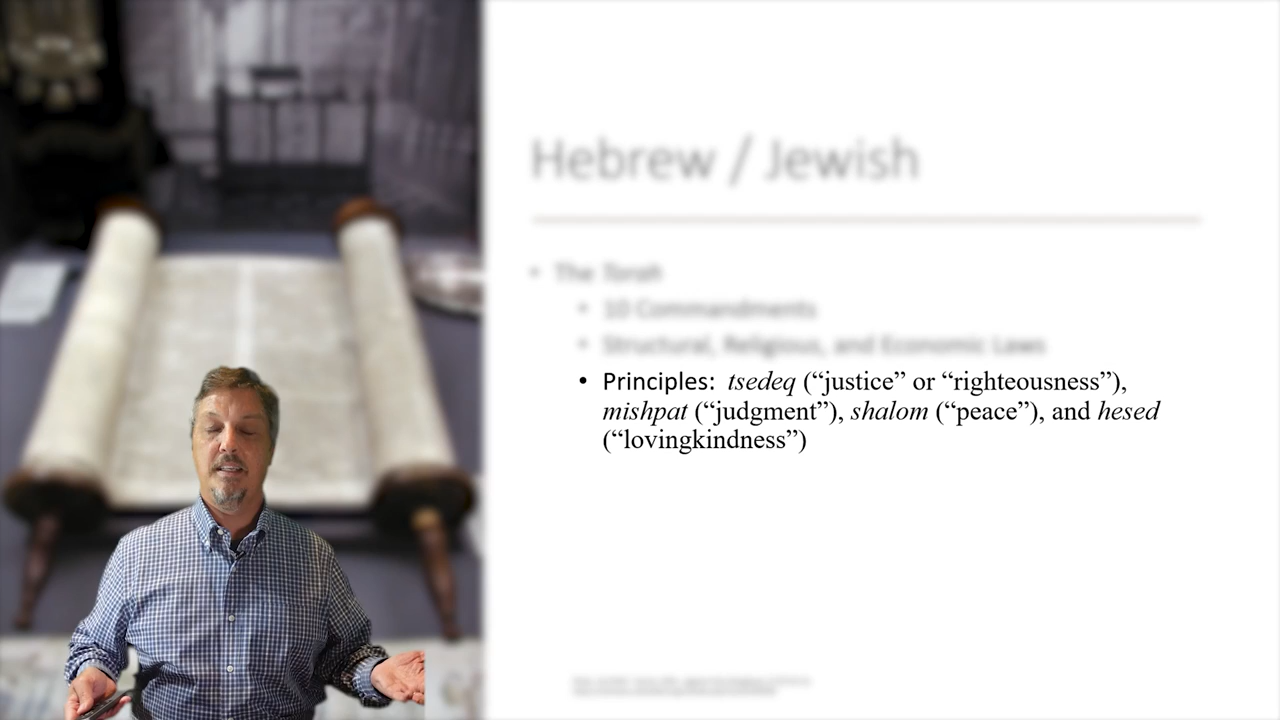 Hebrew / Jewish
• The Torah
• 10 Commandments
• Structural, Religious, and Economic Laws
• Principles: tsedeq (“justice” or “righteousness”),
mishpat (“judgment”), shalom (“peace”), and hesed
(“lovingkindness”)